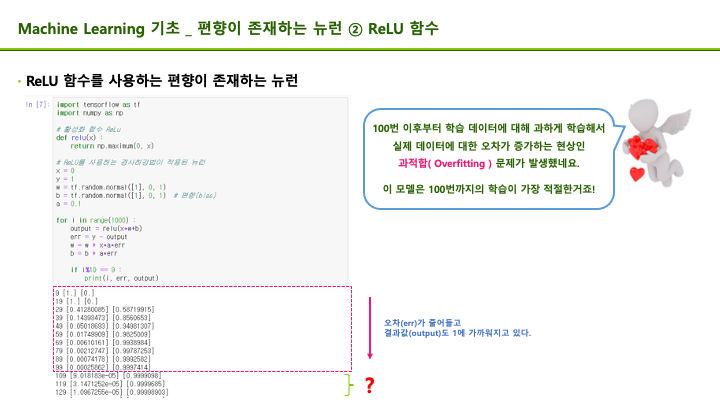 Machine Learning 기초 _ 편향이 존재하는 뉴런 ② ReLU 함수
· ReLU 함수를 사용하는 편향이 존재하는 뉴런
In [7]:
import tensorflow as tf
import numpy as np
# 활성화 함수 ReLu
def relu(x) :
return np.maximum(0, x)
# ReLU를 사용하는 경사하강법이 적용된 뉴런
x = 0
y = 1
w = tf.random.normal([1], 0, 1)
b = tf.random.normal([1], 0, 1) # 편향(bias)
a = 0.1
for i in range(1000) :
output = relu(x*w+b)
err = y - output
w = w + x*a*err
b = b + a*err
if i%10 == 9 :
print(i, err, output)
9 [1.] [0.]
19 [1.] [0.]
29 [0.41280085] [0.58719915]
39 [0.14393473] [0.8560653]
49 [0.05018693] [0.94981307]
59 [0.01749909] [0.9825009]
69 [0.00610161] [0.9938984]
79 [0.00212747] [0.99787253]
89 [0.00074178] [0.9992582]
99 [0.00025862] [0.9997414]
109 [9.018183e-05] [0.9999098]
119 [3.1471252e-05] [0.9999685]
129 [1.0967255e-05] [0.99998903]
100번 이후부터 학습 데이터에 대해 과하게 학습해서
실제 데이터에 대한 오차가 증가하는 현상인
과적합( Overfitting ) 문제가 발생했네요.
이 모델은 100번까지의 학습이 가장 적절한거죠!
오차(err)가 줄어들고
결과값(output)도 1에 가까워지고 있다.
?